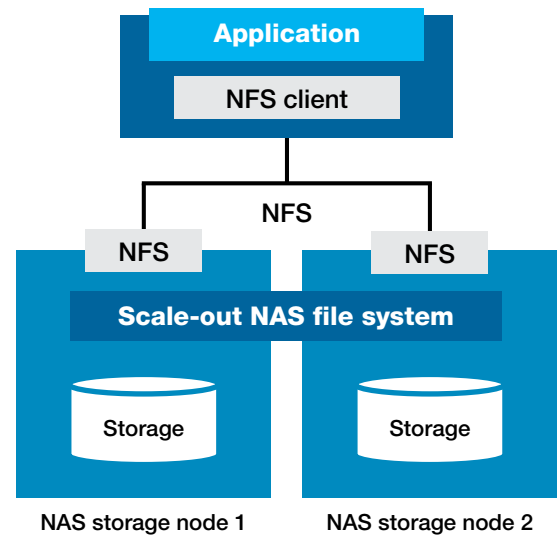 Application
NFS client
NFS
NFS
NFS
Scale-out NAS file system
Storage
Storage
NAS storage node 1
NAS storage node 2